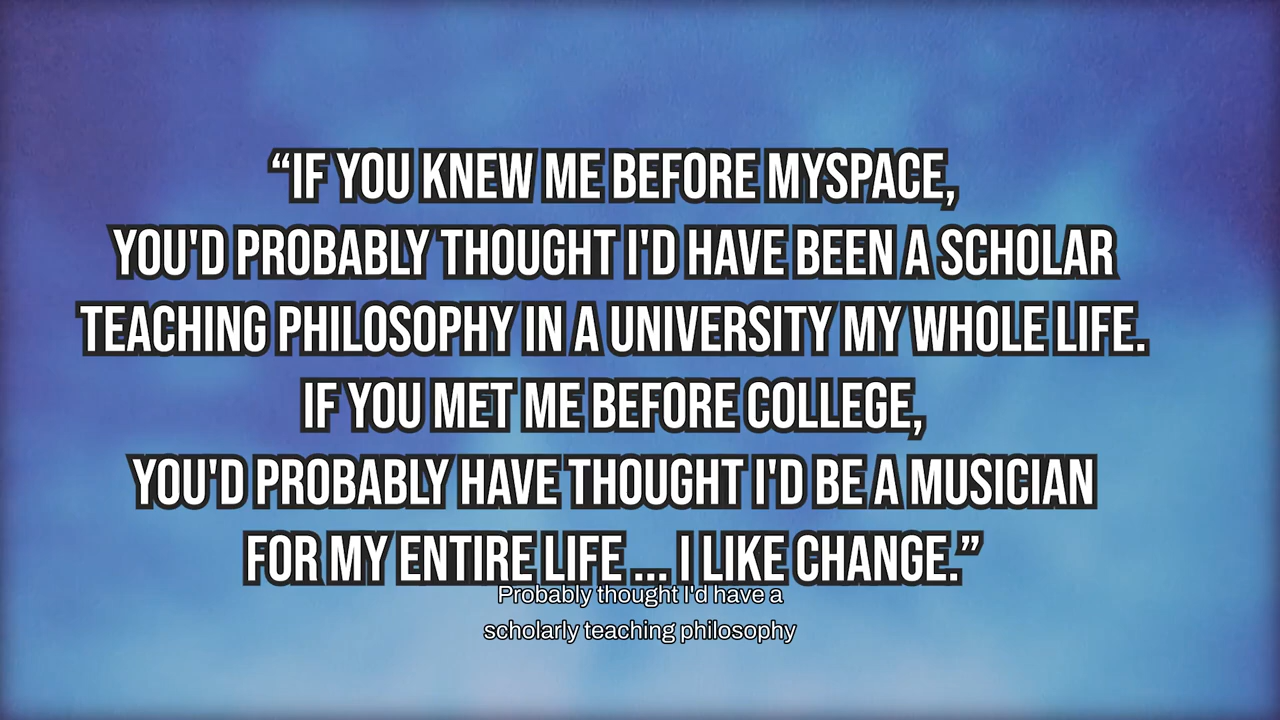 “IF YOU KNEW ME BEFORE MYSPACE,
YOU'D PROBABLY THOUGHT I'D HAVE BEEN A SCHOLAR
TEACHING PHILOSOPHY IN A UNIVERSITY MY WHOLE LIFE.
IF YOU MET ME BEFORE COLLEGE,
YOU'D PROBABLY HAVE THOUGHT I'D BE A MUSICIAN
FOR MY ENTIRE LIFE ... I LIKE CHANGE.”
Probably thought I'd have a
scholarly teaching philosophy